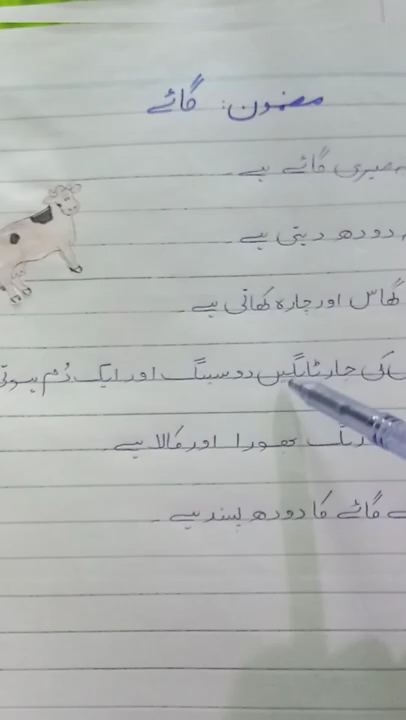 مضمون: گائے
میری گائے ہے
دودھ دیتی ہے
گھاس اور چارہ کھاتی ہے
کی چار ٹانگیں دو سینگ اور ایک دُم ہوتی
رنگ بھورا اور کالا ہے
گائے کا دودھ پسند ہے